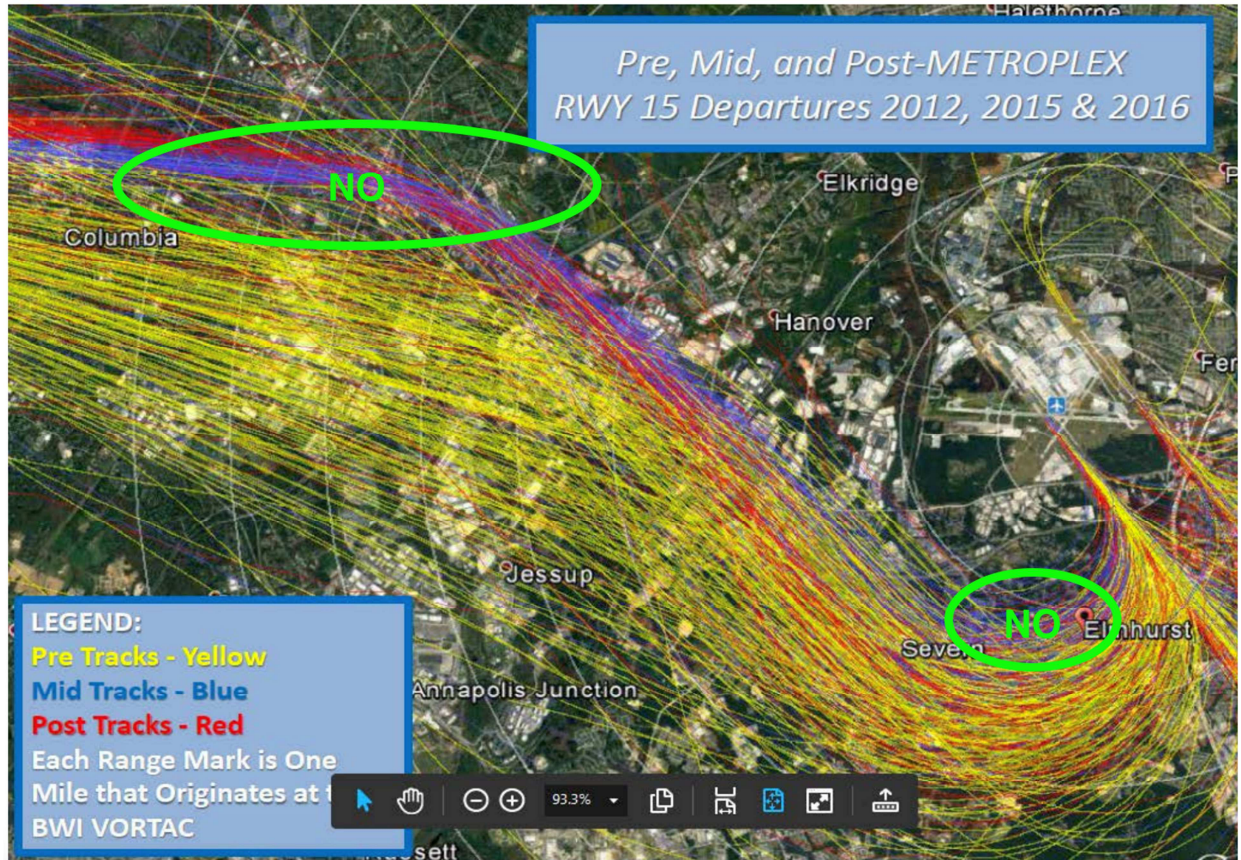 Halethorpe
Pre, Mid, and Post-METROPLEX
RWY 15 Departures 2012, 2015 & 2016
NO
Elkridge
Columbia
Hanover
Fer
Jessup
NO
Elmhurst
Severn
Annapolis Junction
LEGEND:
Pre Tracks - Yellow
Mid Tracks - Blue
Post Tracks - Red
Each Range Mark is One
Mile that Originates at t
BWI VORTAC
93.3%
ssett